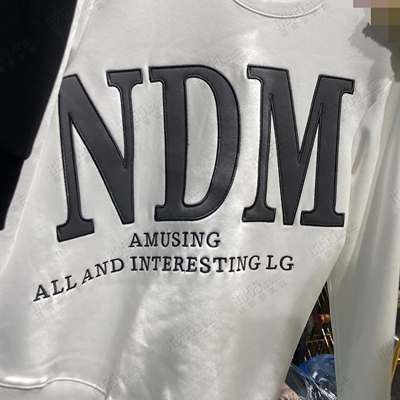 NDM
AMUSING
ALL AND INTERESTING LG